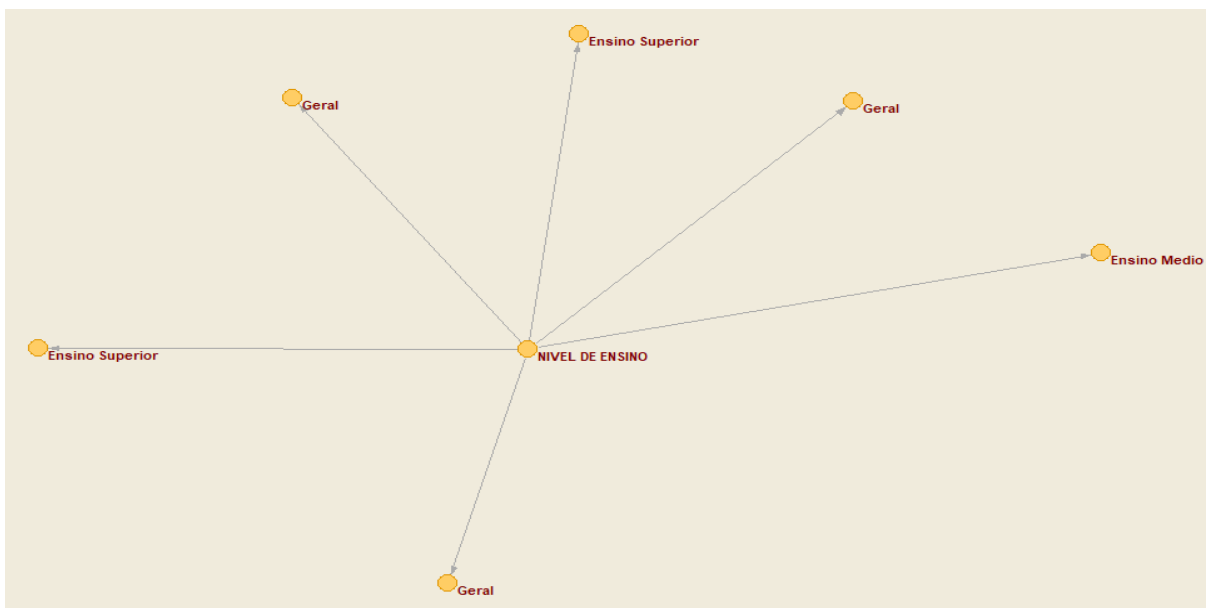 Ensino Superior
Geral
Geral
Ensino Medio
Ensino Superior
NIVEL DE ENSINO
Geral